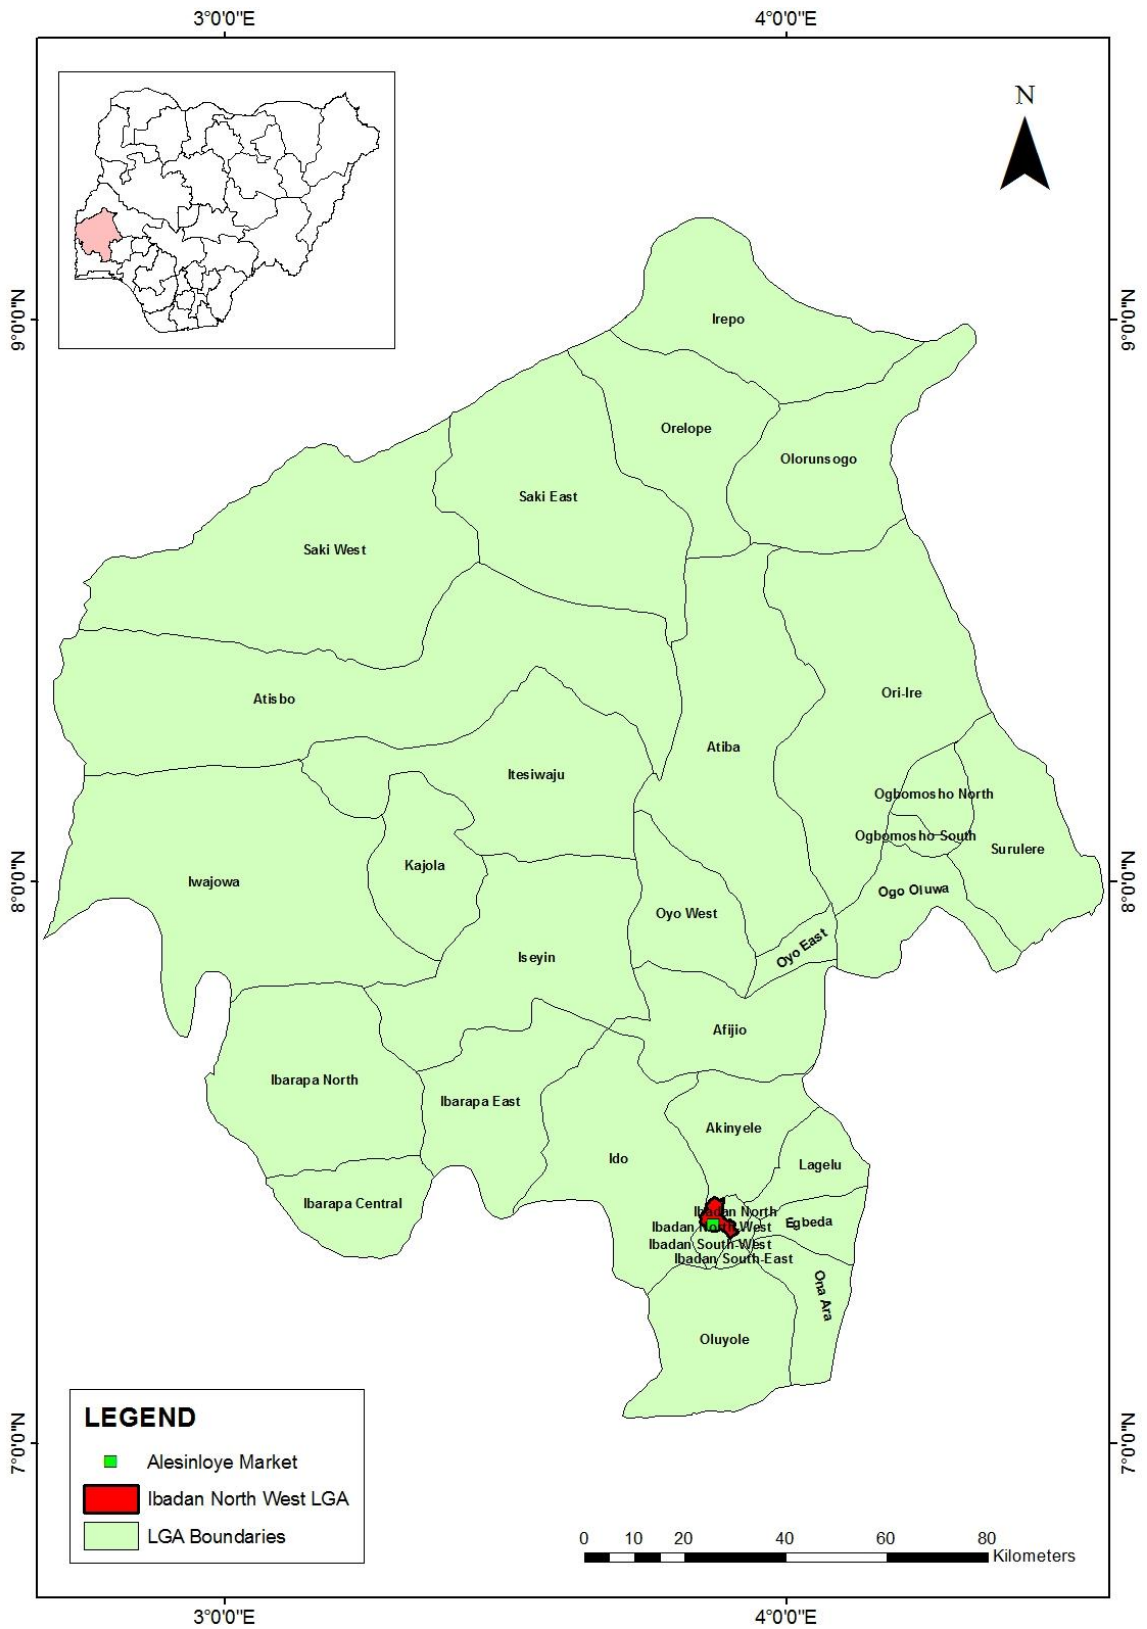 3°0'0"E
4°0'0"E
N
9°0'0"N
9°0'0"N
Irepo
Orelope
Olorunsogo
Saki East
Saki West
Ori-Ire
Atisbo
Atiba
Itesiwaju
Ogbomosho North
Ogbomosho South
Surulere
Kajola
8°0'0"N
8°0'0"N
Iwajowa
Ogo Oluwa
Oyo West
Oyo East
Iseyin
Afijio
Ibarapa North
Ibarapa East
Akinyele
Ido
Lagelu
Ibarapa Central
Ibadan North
Egbeda
Ibadan North West
Ibadan South-West
Ibadan South-East
Ona Ara
Oluyole
7°0'0"N
7°0'0"N
LEGEND
Alesinloye Market
Ibadan North West LGA
LGA Boundaries
0 10 20 40 60 80
Kilometers
3°0'0"E
4°0'0"E